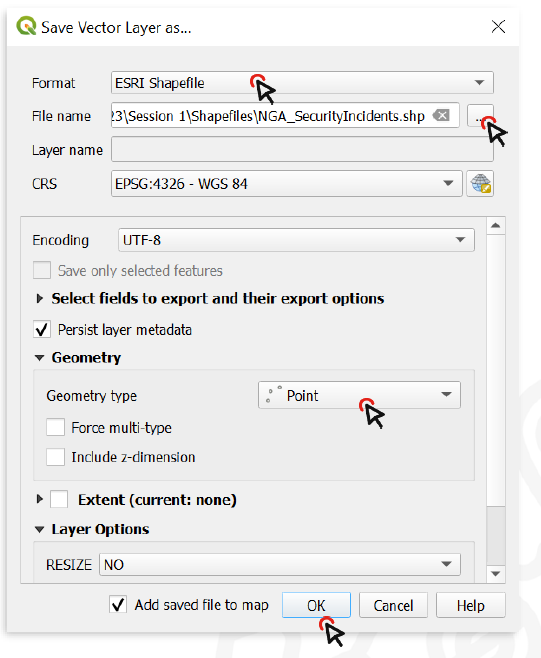 Save Vector Layer as...
Format ESRI Shapefile
File name 23\Session 1\Shapefiles\NGA_SecurityIncidents.shp ...
Layer name
CRS EPSG:4326 - WGS 84
Encoding UTF-8
Save only selected features
Select fields to export and their export options
Persist layer metadata
Geometry
Geometry type Point
Force multi-type
Include z-dimension
Extent (current: none)
Layer Options
RESIZE NO
Add saved file to map OK Cancel Help